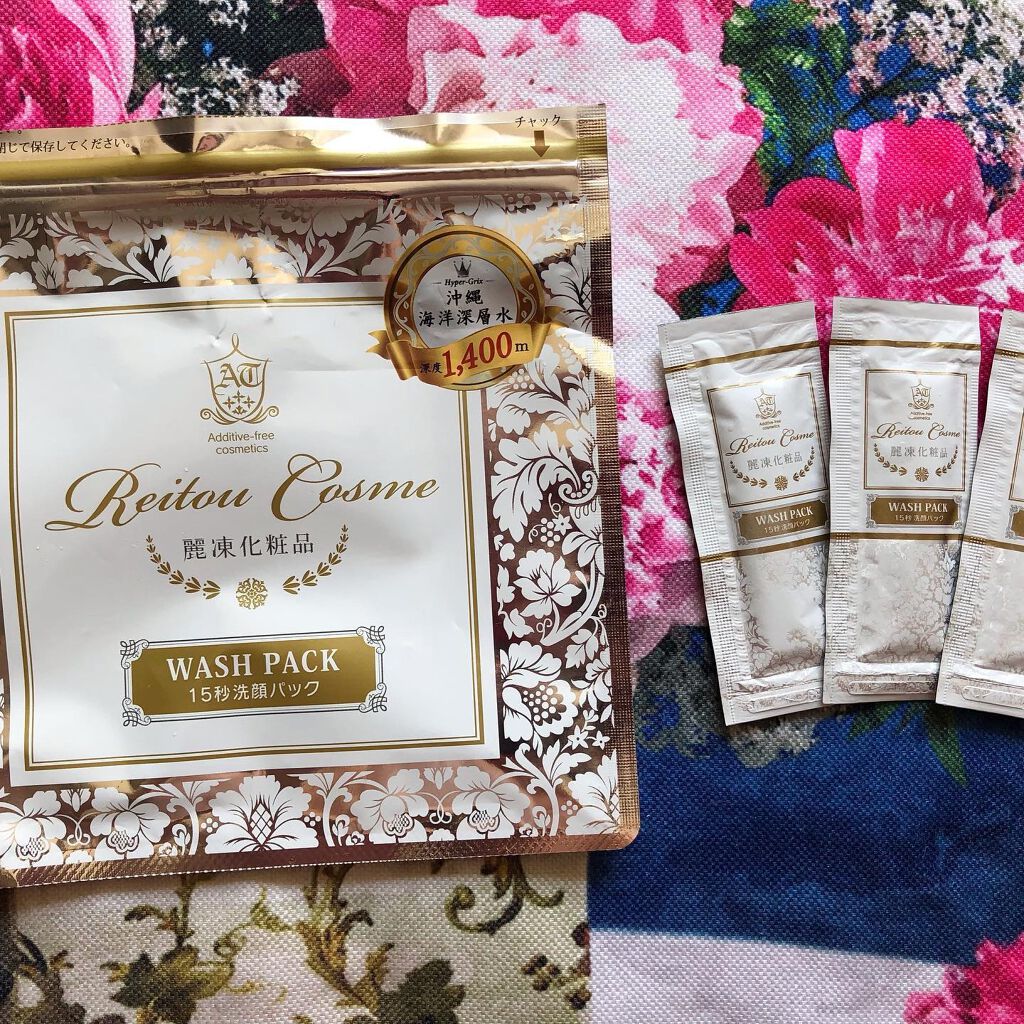 閉じて保存してください。
チャック
Hyper-Grix
沖縄
海洋深層水
深度1,400m
AT
Additive-free
cosmetics
Reitou Cosme
麗凍化粧品
WASH PACK
15秒洗顔パック
AT
Additive-free
cosmetics
Reitou Cosme
麗凍化粧品
WASH PACK
15秒洗顔パック
AT
Additive-free
cosmetics
Reitou Cosme
麗凍化粧品
WASH PACK
15秒洗顔パック